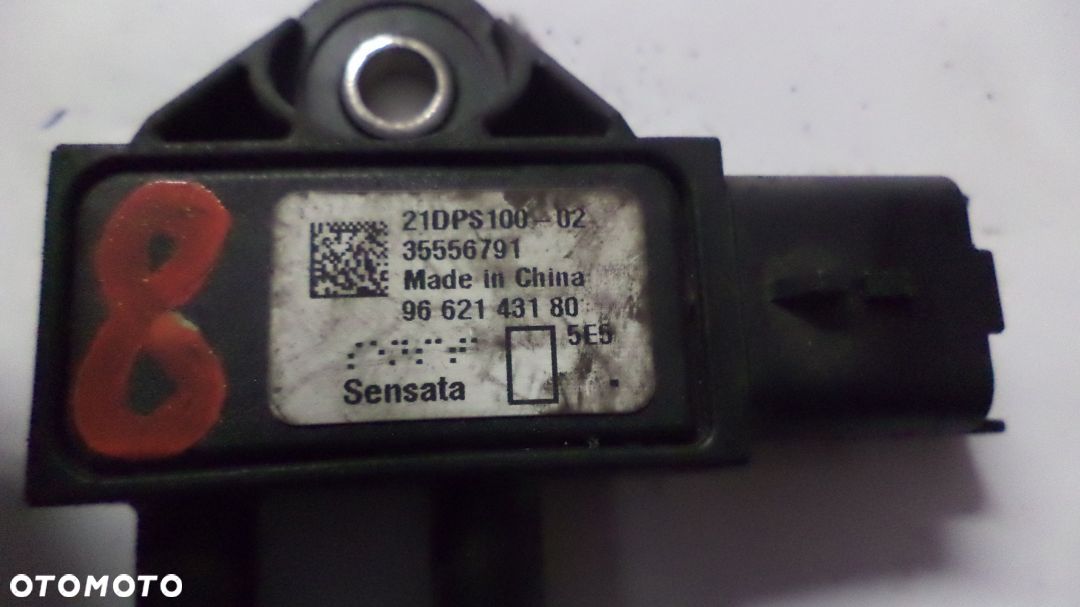 8
21DPS100-02
35556791
Made in China
96 621 431 80
5E5
Sensata
OTOMOTO